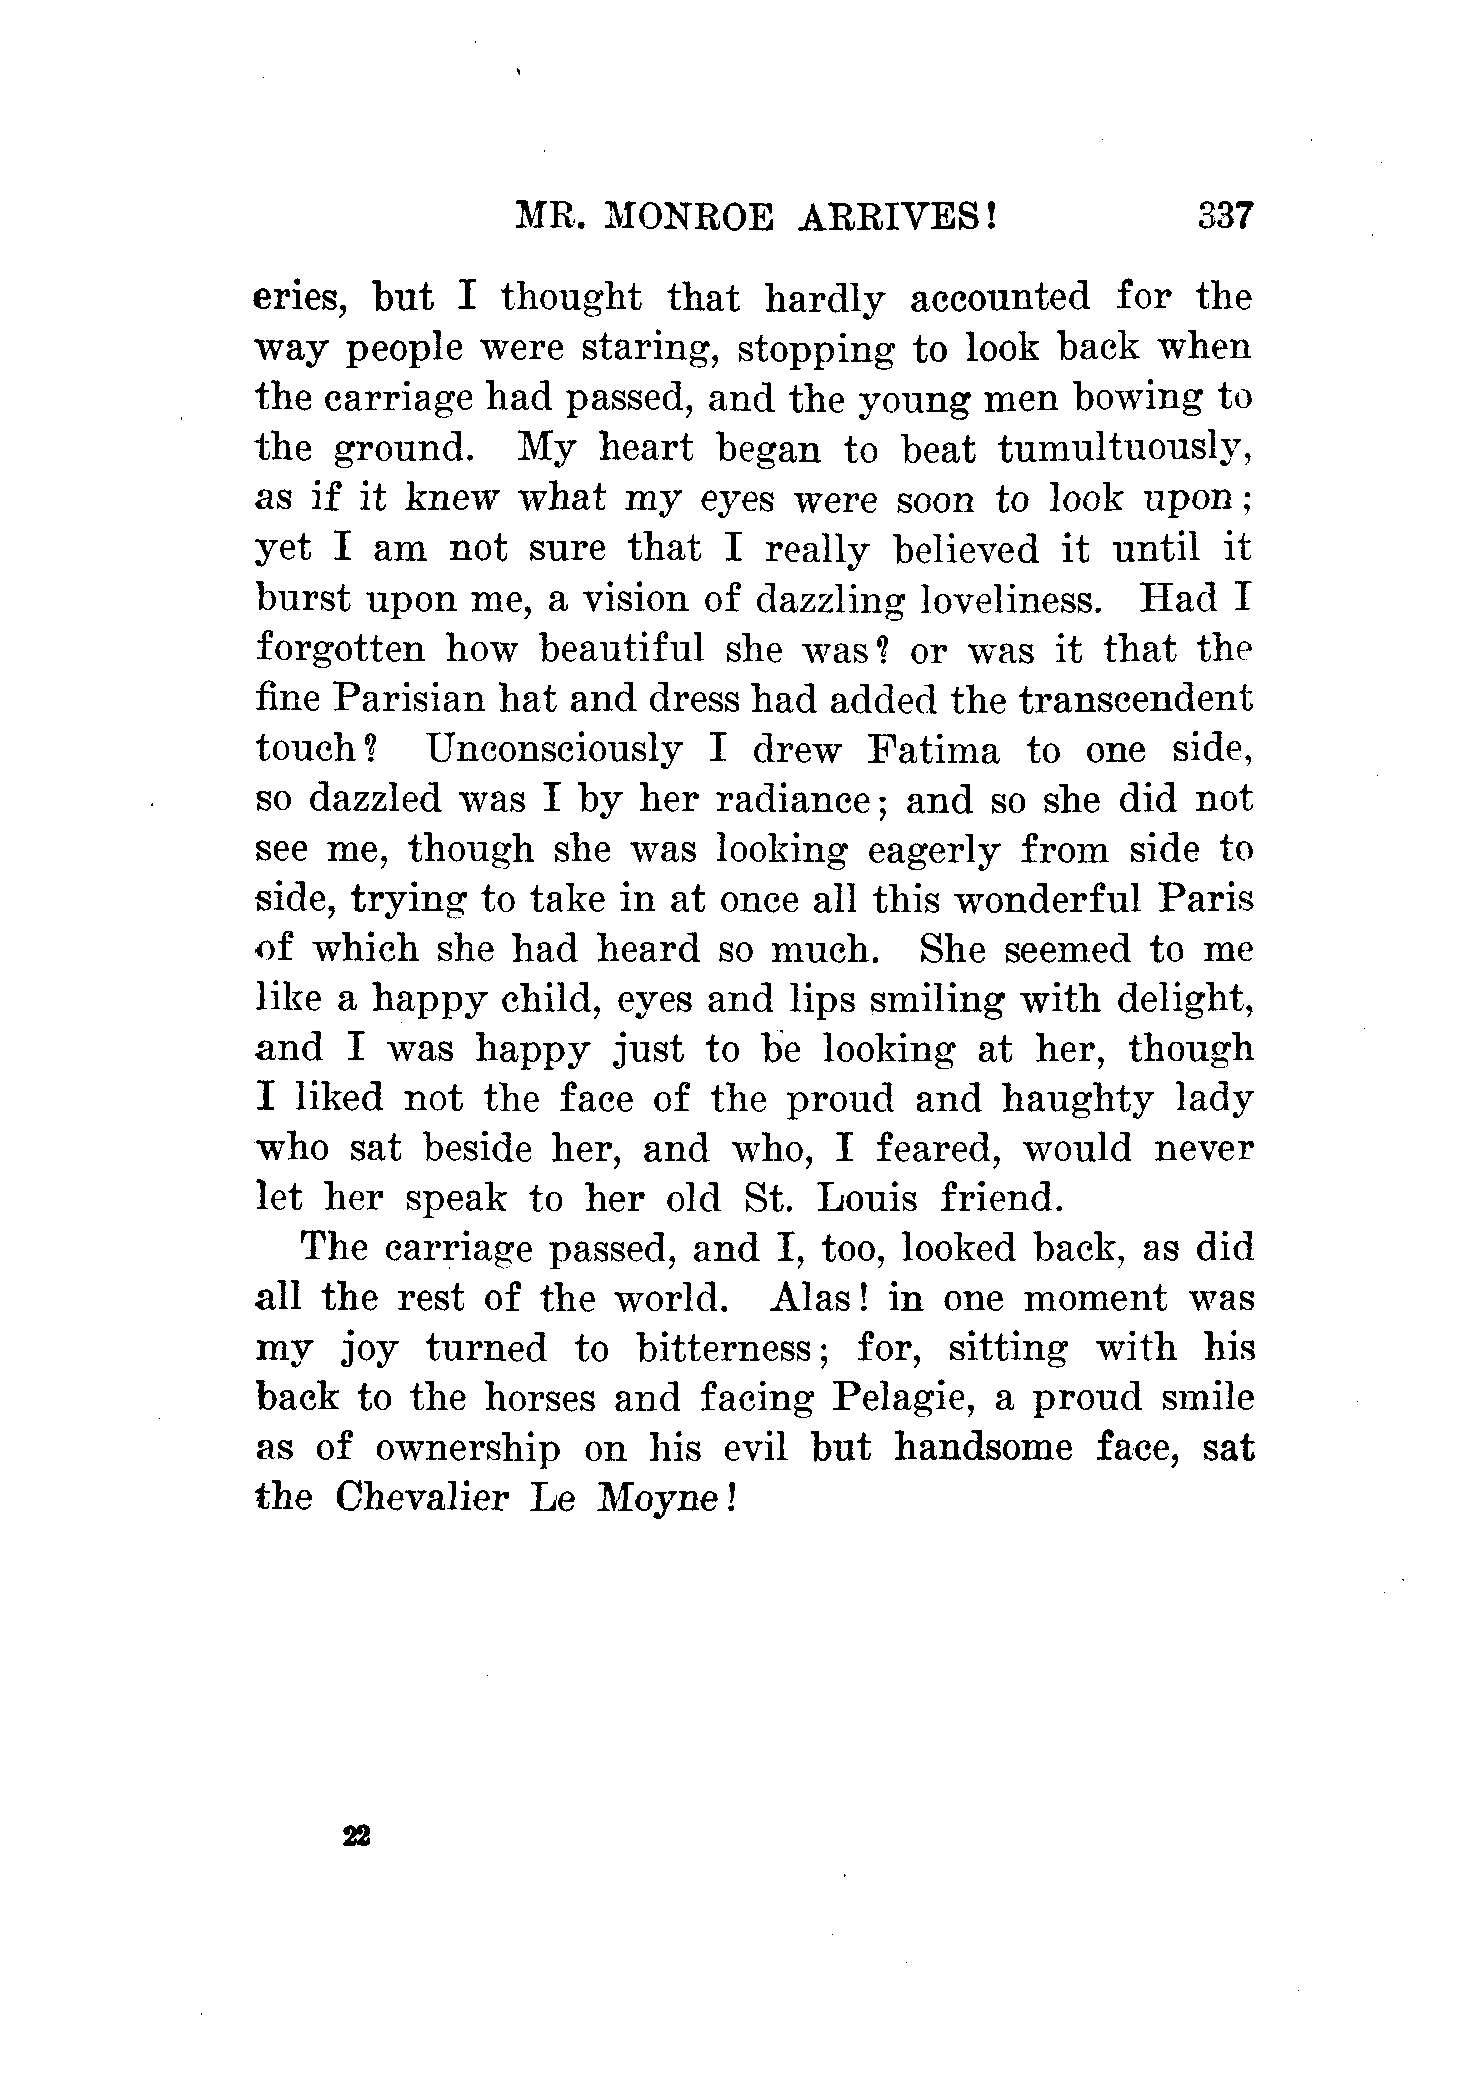 MR. MONROE ARRIVES! 337
eries, but I thought that hardly accounted for the
way people were staring, stopping to look back when
the carriage had passed, and the young men bowing to
the ground. My heart began to beat tumultuously,
as if it knew what my eyes were soon to look upon;
yet I am not sure that I really believed it until it
burst upon me, a vision of dazzling loveliness. Had I
forgotten how beautiful she was? or was it that the
fine Parisian hat and dress had added the transcendent
touch? Unconsciously I drew Fatima to one side,
so dazzled was I by her radiance; and so she did not
see me, though she was looking eagerly from side to
side, trying to take in at once all this wonderful Paris
of which she had heard so much. She seemed to me
like a happy child, eyes and lips smiling with delight,
and I was happy just to be looking at her, though
I liked not the face of the proud and haughty lady
who sat beside her, and who, I feared, would never
let her speak to her old St. Louis friend.
The carriage passed, and I, too, looked back, as did
all the rest of the world. Alas! in one moment was
my joy turned to bitterness; for, sitting with his
back to the horses and facing Pelagie, a proud smile
as of ownership on his evil but handsome face, sat
the Chevalier Le Moyne!
22